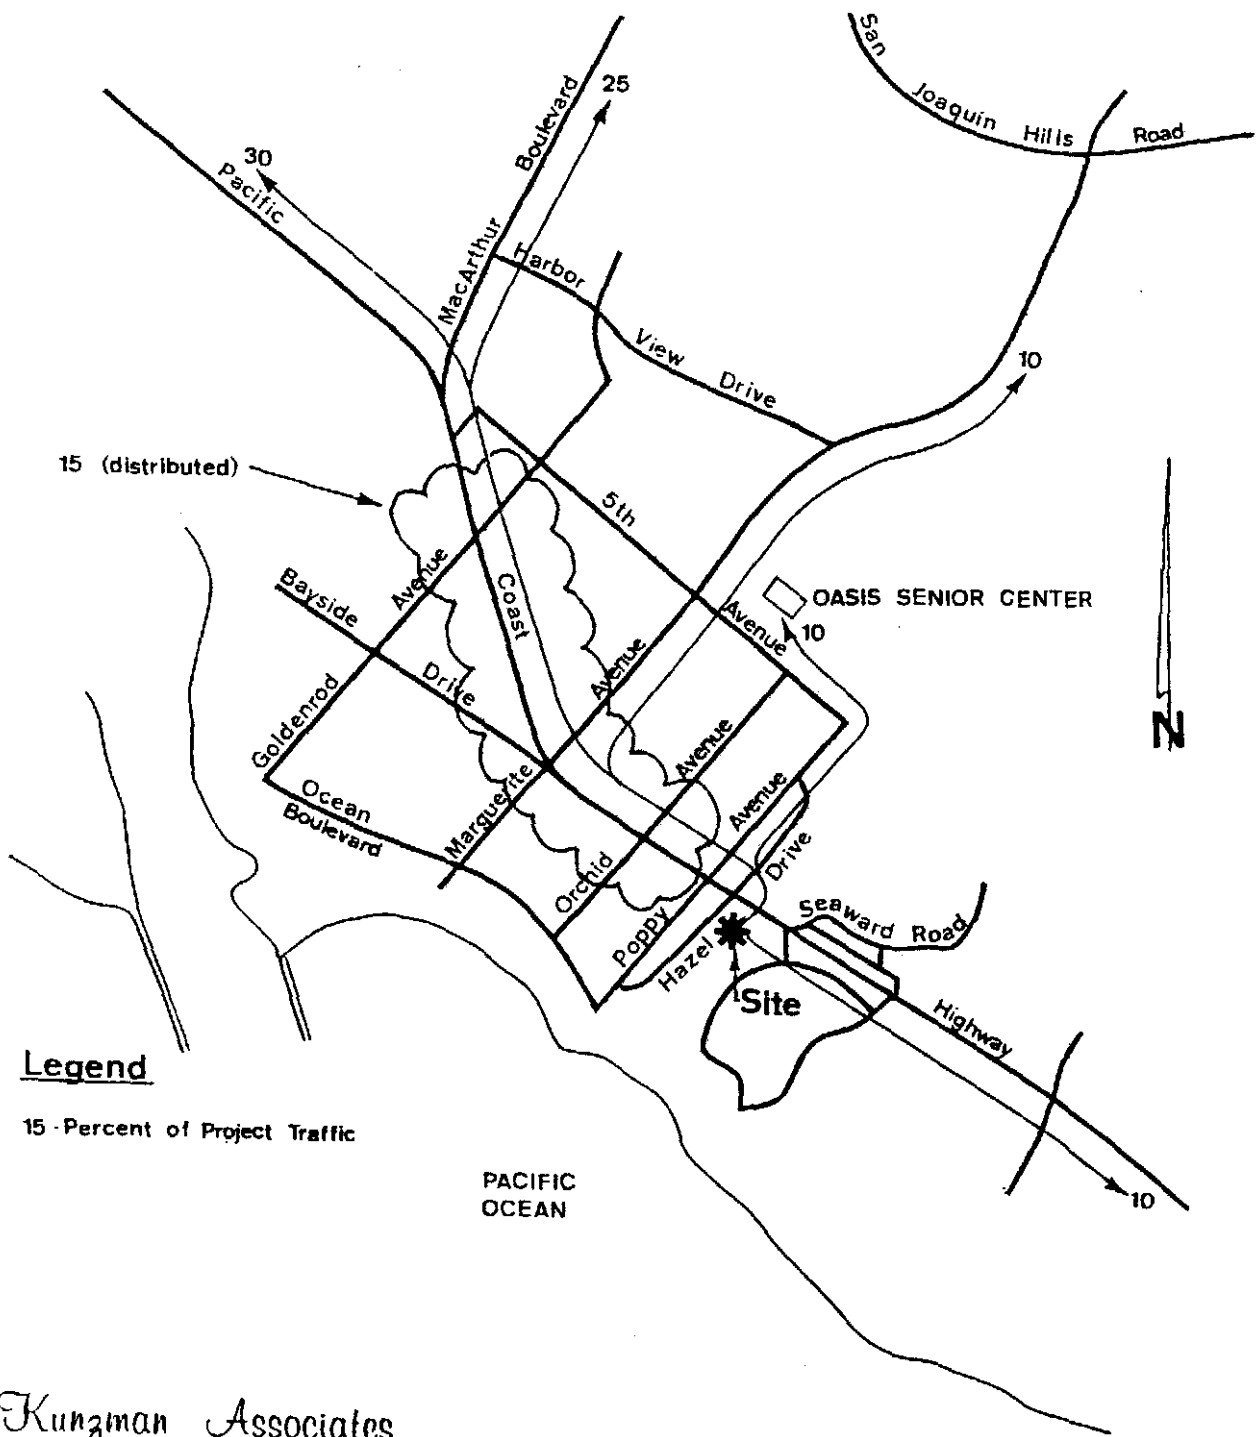 San
Joaquin Hills Road
25
MacArthur Boulevard
30
Pacific
Harbor
View Drive
10
15 (distributed)
5th
Avenue
Coast
Bayside
Drive
Goldenrod Avenue
OASIS SENIOR CENTER
10
Marguerite Avenue
Ocean
Boulevard
Orchid Avenue
Poppy Avenue
Hazel Drive
Seaward Road
Site
Highway
N
Legend
15 - Percent of Project Traffic
PACIFIC
OCEAN
10
Kunzman Associates